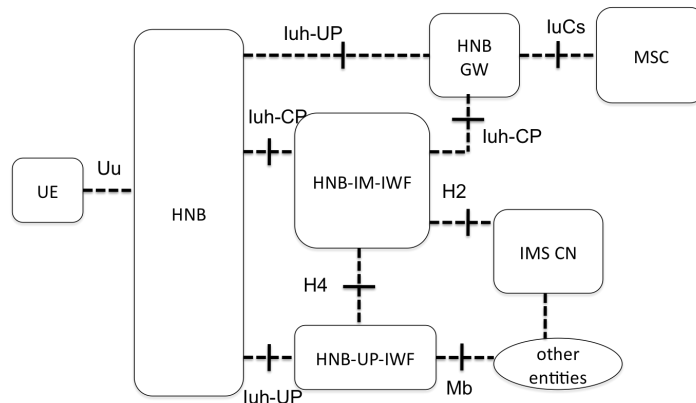 Iuh-UP
HNB
GW
IuCs
MSC
Iuh-CP
Iuh-CP
Uu
UE
HNB
HNB-IM-IWF
H2
IMS CN
H4
HNB-UP-IWF
other
entities
Mb
Iuh-UP